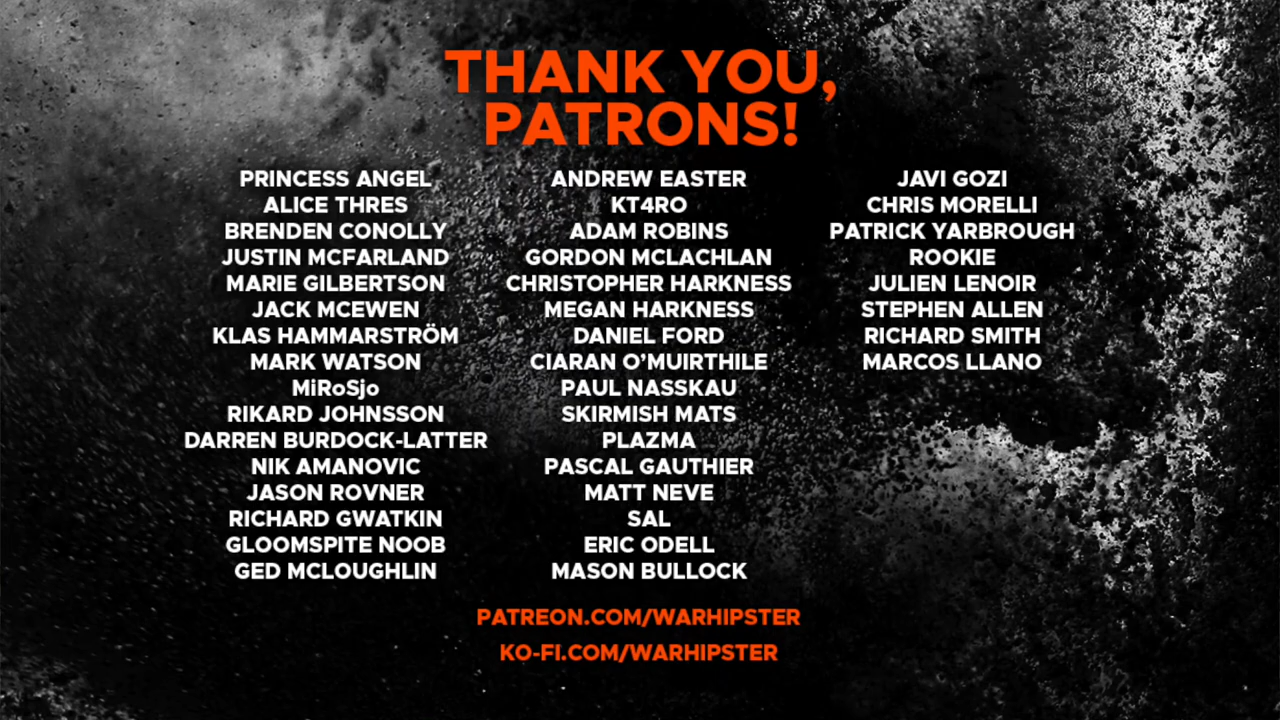 THANK YOU,
PATRONS!
PRINCESS ANGEL
ALICE THRES
BRENDEN CONOLLY
JUSTIN MCFARLAND
MARIE GILBERTSON
JACK MCEWEN
KLAS HAMMARSTRÖM
MARK WATSON
MiRoSjo
RIKARD JOHNSSON
DARREN BURDOCK-LATTER
NIK AMANOVIC
JASON ROVNER
RICHARD GWATKIN
GLOOMSPITE NOOB
GED MCLOUGHLIN
ANDREW EASTER
KT4RO
ADAM ROBINS
GORDON MCLACHLAN
CHRISTOPHER HARKNESS
MEGAN HARKNESS
DANIEL FORD
CIARAN O’MUIRTHILE
PAUL NASSKAU
SKIRMISH MATS
PLAZMA
PASCAL GAUTHIER
MATT NEVE
SAL
ERIC ODELL
MASON BULLOCK
JAVI GOZI
CHRIS MORELLI
PATRICK YARBROUGH
ROOKIE
JULIEN LENOIR
STEPHEN ALLEN
RICHARD SMITH
MARCOS LLANO
PATREON.COM/WARHIPSTER
KO-FI.COM/WARHIPSTER